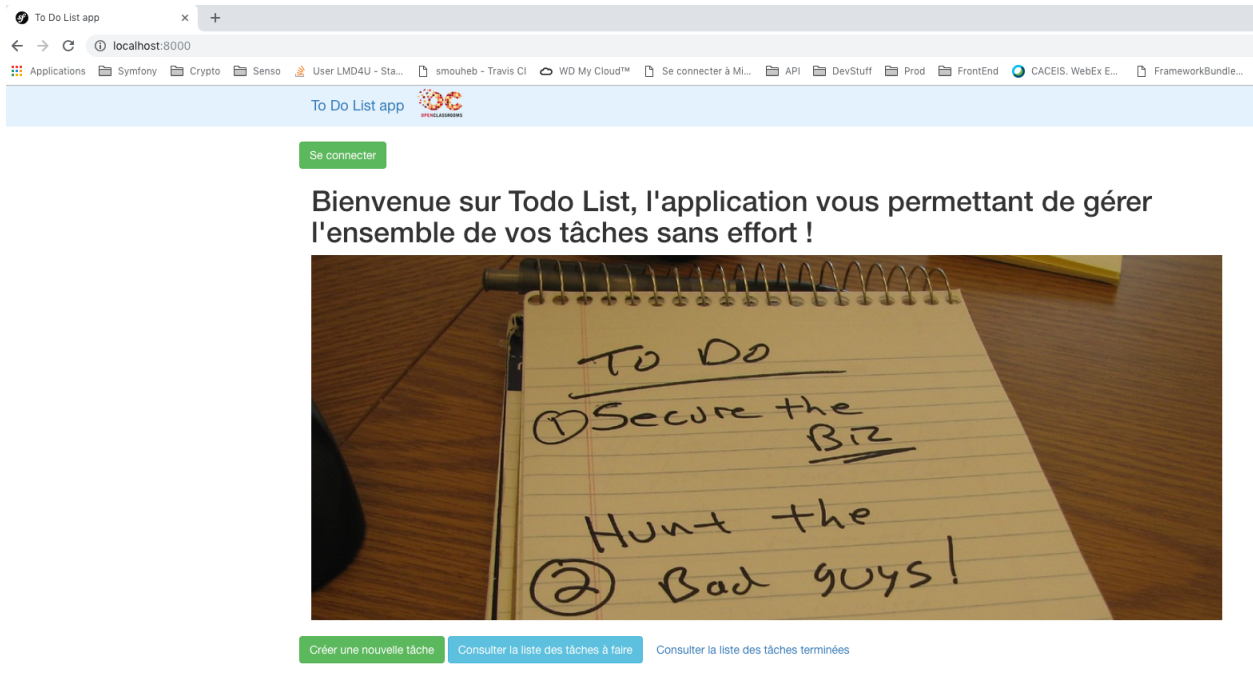 To Do List app
localhost:8000
Applications Symfony Crypto Senso User LMD4U - Sta... smouheb - Travis CI WD My Cloud™ Se connecter à Mi... API DevStuff Prod FrontEnd CACEIS. WebEx E... FrameworkBundle...
To Do List app OC
OPENCLASSROOMS
Se connecter
Bienvenue sur Todo List, l'application vous permettant de gérer
l'ensemble de vos tâches sans effort !
To Do
1 Secure the
Biz
Hunt the
2 Bad guys!
Créer une nouvelle tâche Consulter la liste des tâches à faire Consulter la liste des tâches terminées